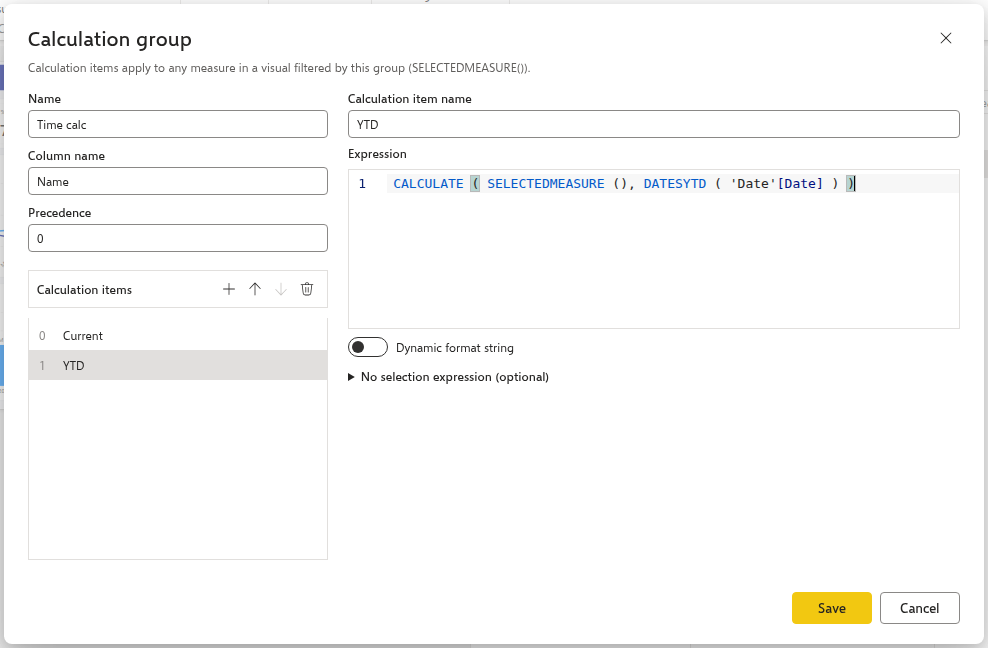 Calculation group
Calculation items apply to any measure in a visual filtered by this group (SELECTEDMEASURE()).
Name
Time calc
Column name
Name
Precedence
0
Calculation items
0 Current
1 YTD
Calculation item name
YTD
Expression
1 CALCULATE ( SELECTEDMEASURE (), DATESYTD ( 'Date'[Date] ) )
Dynamic format string
No selection expression (optional)
Save
Cancel